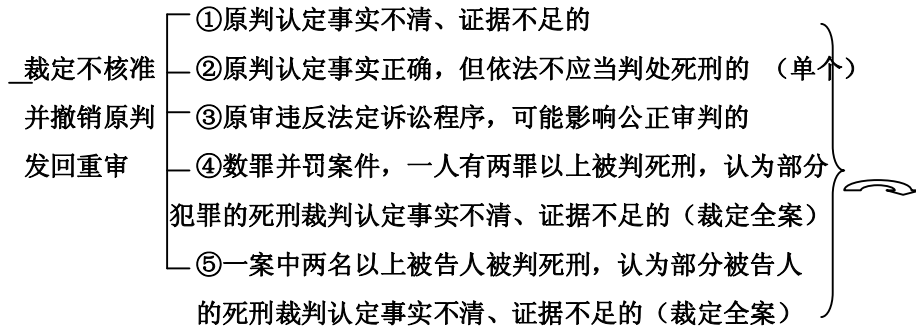 ①原判认定事实不清、证据不足的
裁定不核准
②原判认定事实正确，但依法不应当判处死刑的 （单个）
并撤销原判
③原审违反法定诉讼程序，可能影响公正审判的
发回重审
④数罪并罚案件，一人有两罪以上被判死刑，认为部分
犯罪的死刑裁判认定事实不清、证据不足的（裁定全案）
⑤一案中两名以上被告人被判死刑，认为部分被告人
的死刑裁判认定事实不清、证据不足的（裁定全案）